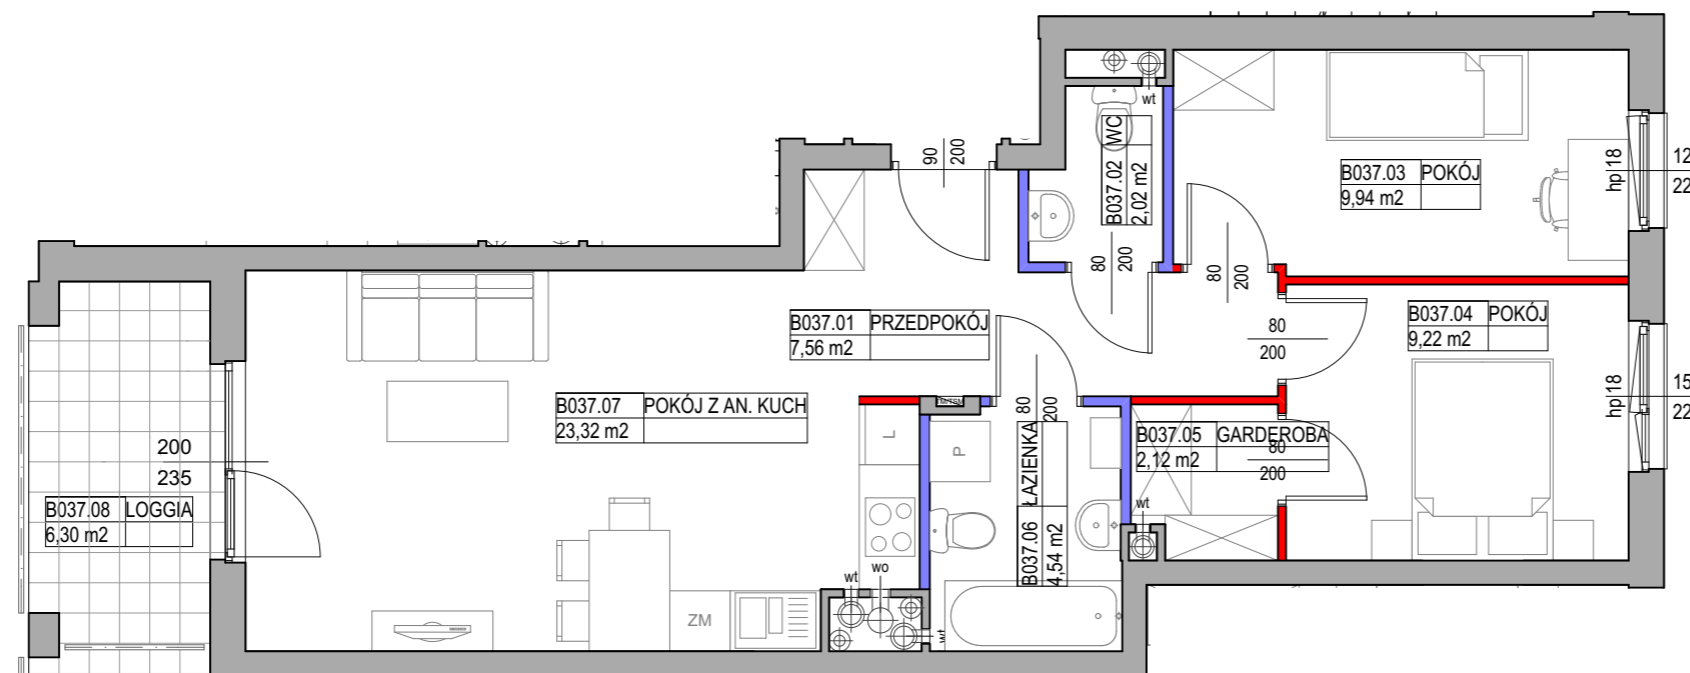 wt
B037.02 WC
2,02 m2
90
200
B037.03 POKÓJ
9,94 m2
hp 18
12
22
80
200
80
200
B037.01 PRZEDPOKÓJ
7,56 m2
80
200
B037.04 POKÓJ
9,22 m2
hp 18
15
22
B037.07 POKÓJ Z AN. KUCH
23,32 m2
L
P
80
200
B037.06 ŁAZIENKA
4,54 m2
B037.05 GARDEROBA
2,12 m2
80
200
200
235
B037.08 LOGGIA
6,30 m2
wt
wt
wo
wt
ZM